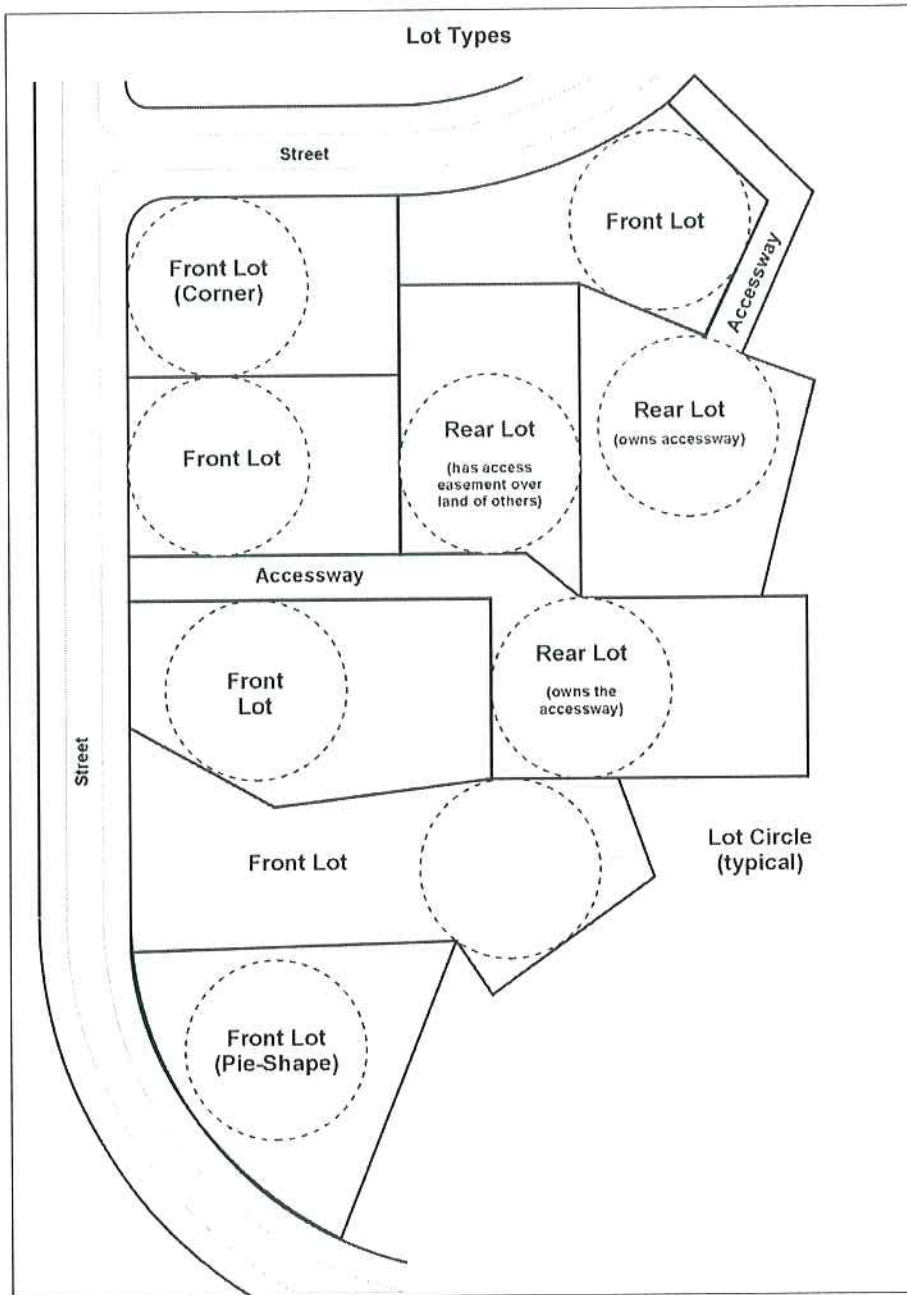 Lot Types
Street
Front Lot
Accessway
Front Lot
(Corner)
Front Lot
Rear Lot
(has access
easement over
land of others)
Rear Lot
(owns accessway)
Accessway
Front
Lot
Rear Lot
(owns the
accessway)
Street
Front Lot
Lot Circle
(typical)
Front Lot
(Pie-Shape)